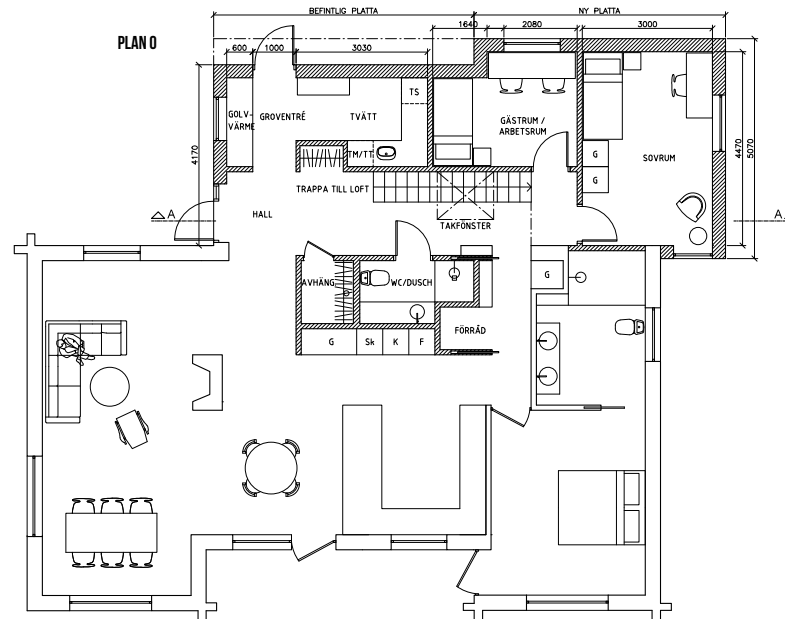 BEFINTLIG PLATTA
NY PLATTA
PLAN 0
1640
2080
3000
600
1000
3030
TS
GOLV-
VÄRME
GROVENTRÉ
TVÄTT
GÄSTRUM /
ARBETSRUM
4170
TM/TT
SOVRUM
4470
5070
G
G
TRAPPA TILL LOFT
A
HALL
TAKFÖNSTER
A
AVHÄNG
WC/DUSCH
G
FÖRRÅD
G
Sk
K
F